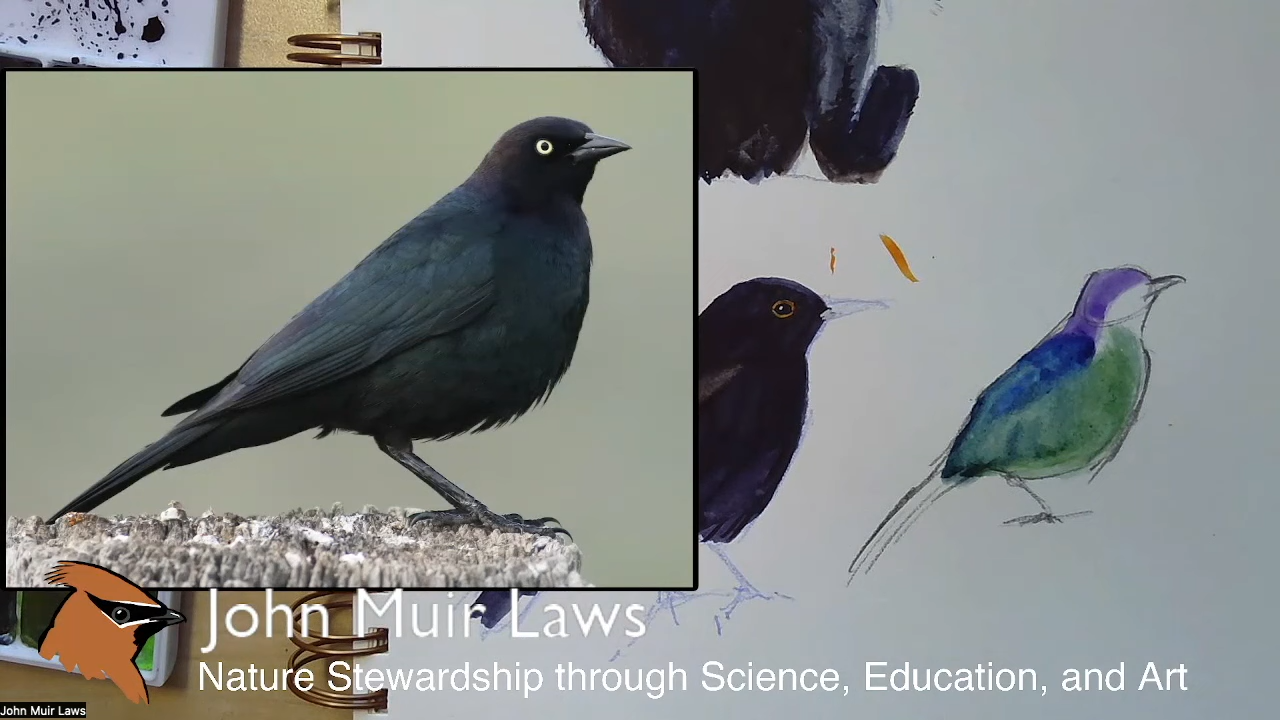 John Muir Laws
Nature Stewardship through Science, Education, and Art
John Muir Laws